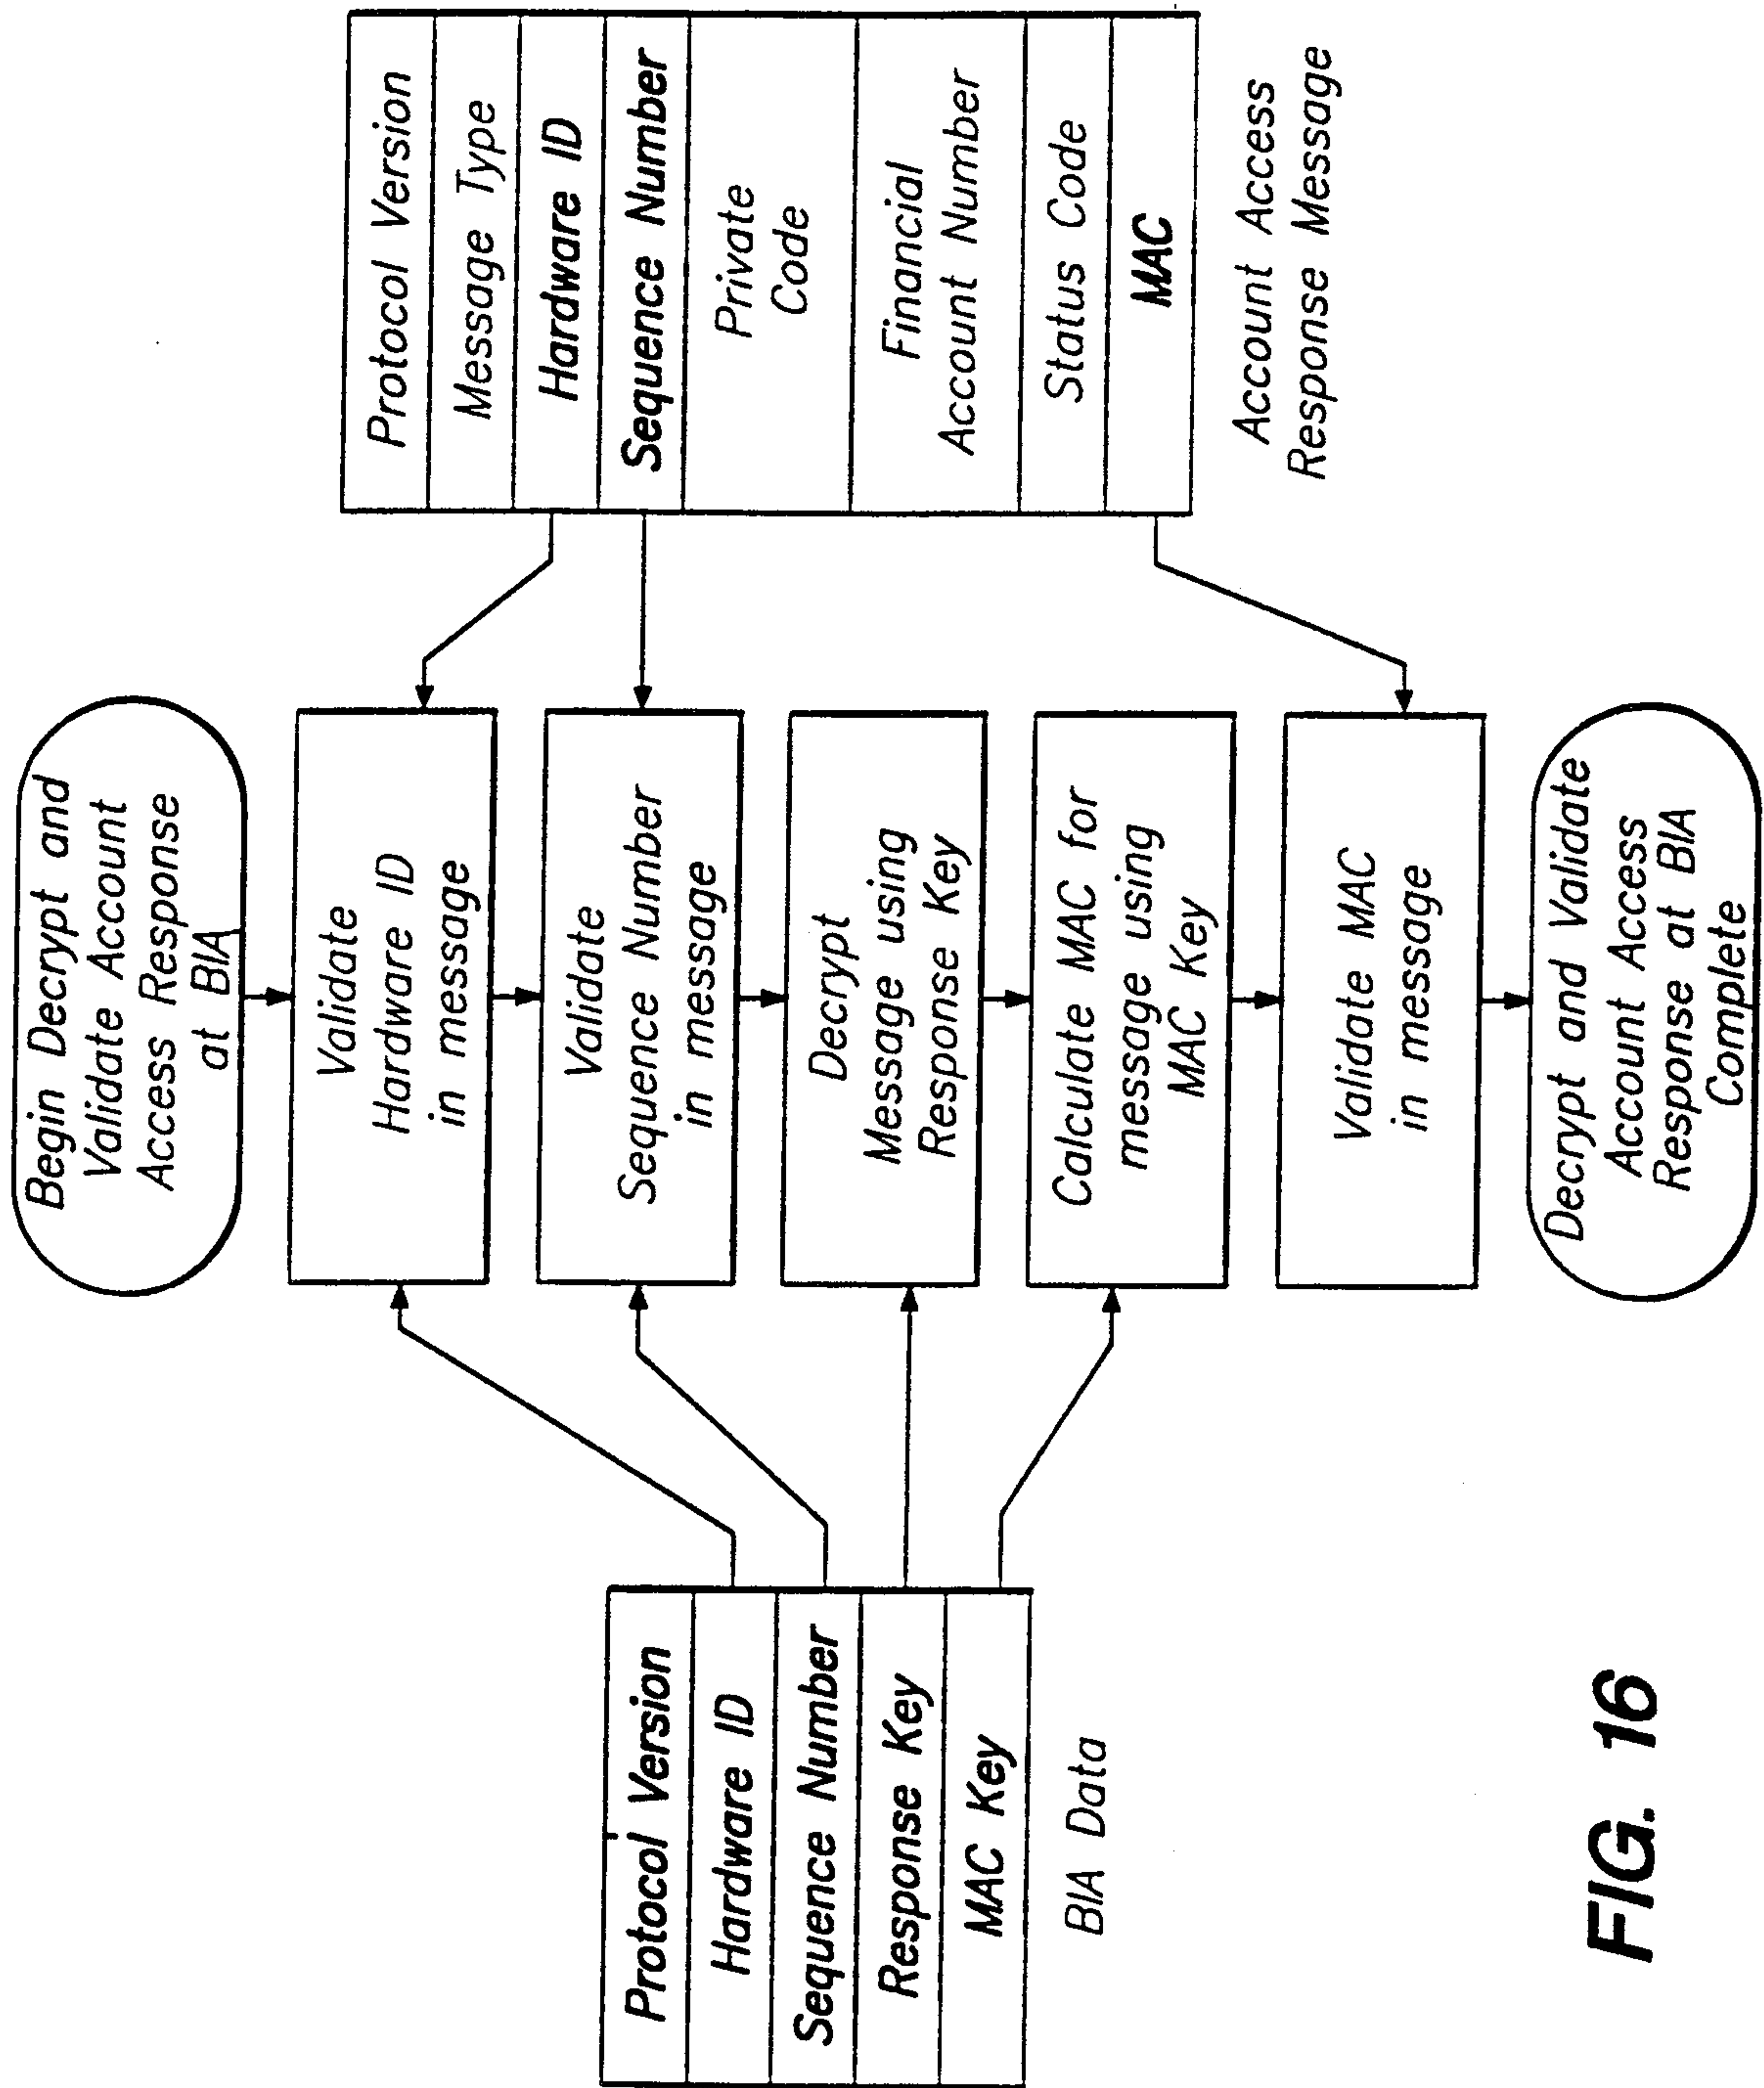 Begin Decrypt and
Validate Account
Access Response
at BIA
Validate
Hardware ID
in message
Validate
Sequence Number
in message
Decrypt
Message using
Response Key
Calculate MAC for
message using
MAC Key
Validate MAC
in message
Decrypt and Validate
Account Access
Response at BIA
Complete
Protocol Version
Hardware ID
Sequence Number
Response Key
MAC Key
BIA Data
Protocol Version
Message Type
Hardware ID
Sequence Number
Private
Code
Financial
Account Number
Status Code
MAC
Account Access
Response Message
FIG. 16